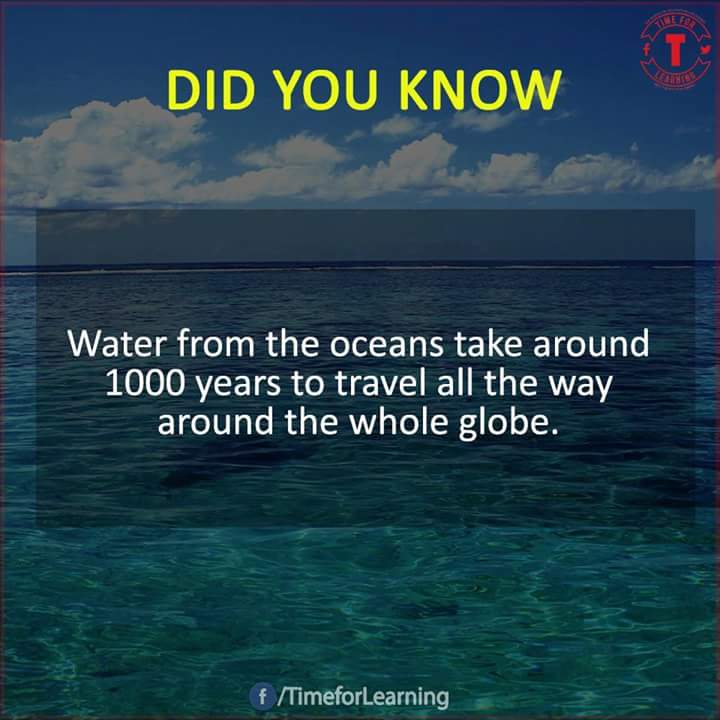 TIME FOR
f T
LEARNING
DID YOU KNOW
Water from the oceans take around
1000 years to travel all the way
around the whole globe.
f /TimeforLearning